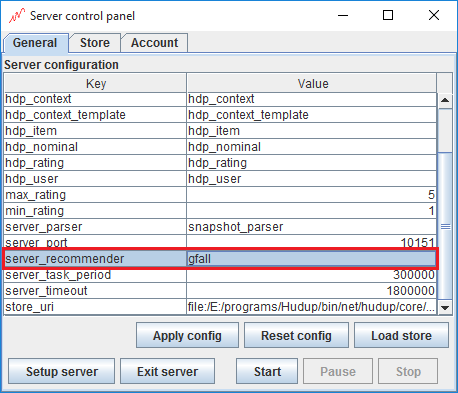 Server control panel
General Store Account
Server configuration
Key Value
hdp_context hdp_context
hdp_context_template hdp_context_template
hdp_item hdp_item
hdp_nominal hdp_nominal
hdp_rating hdp_rating
hdp_user hdp_user
max_rating 5
min_rating 1
server_parser snapshot_parser
server_port 10151
server_recommender gfall
server_task_period 300000
server_timeout 1800000
store_uri file:/E:/programs/Hudup/bin/net/hudup/core/...
Apply config Reset config Load store
Setup server Exit server Start Pause Stop